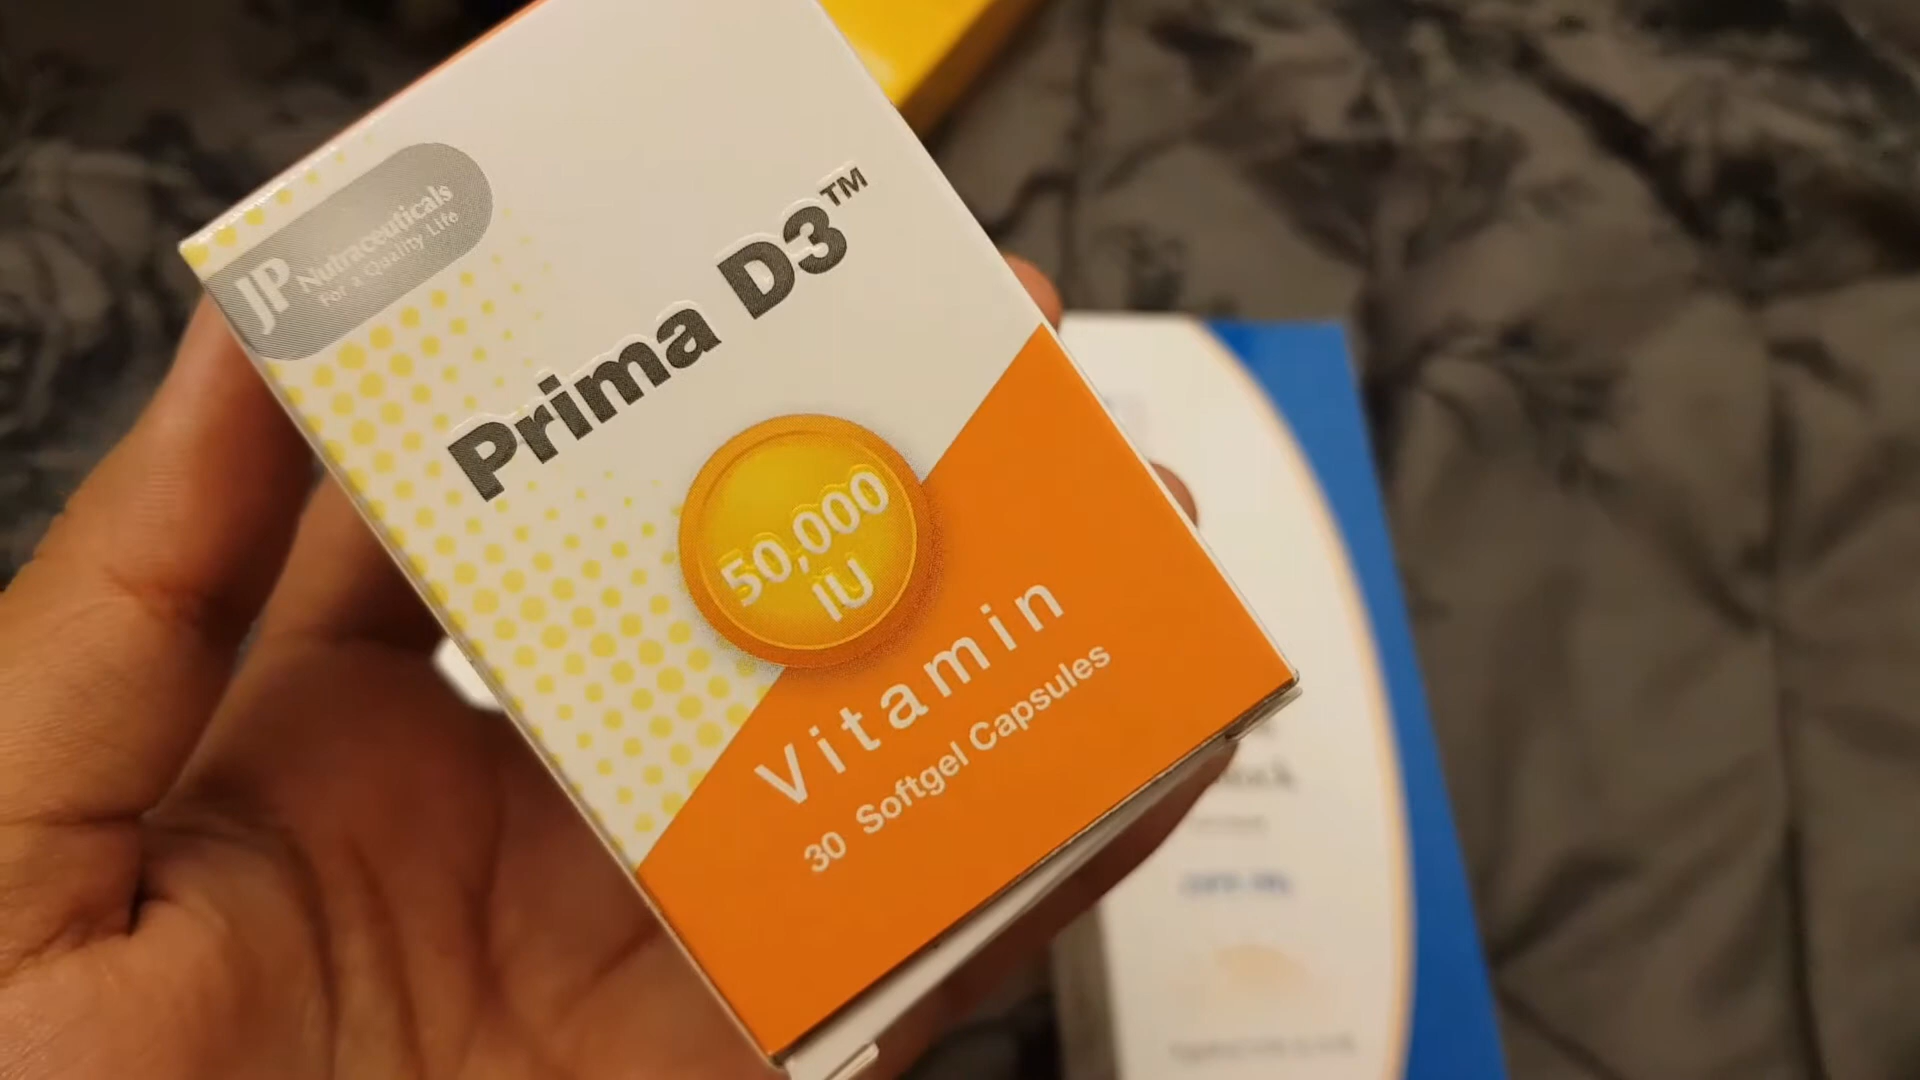 JP Nutraceuticals
For a Quality Life
Prima D3™
50,000
IU
Vitamin
30 Softgel Capsules